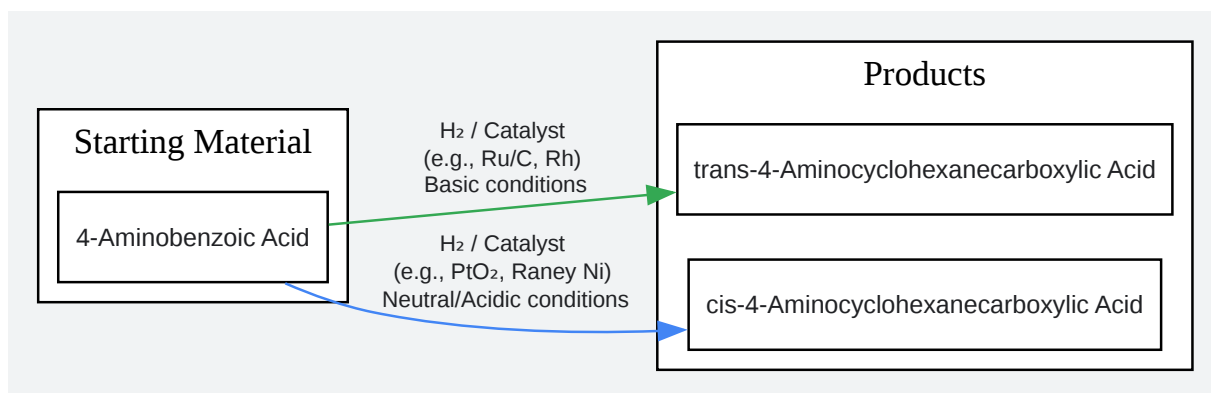 Starting Material
4-Aminobenzoic Acid
H₂ / Catalyst
(e.g., Ru/C, Rh)
Basic conditions
H₂ / Catalyst
(e.g., PtO₂, Raney Ni)
Neutral/Acidic conditions
Products
trans-4-Aminocyclohexanecarboxylic Acid
cis-4-Aminocyclohexanecarboxylic Acid